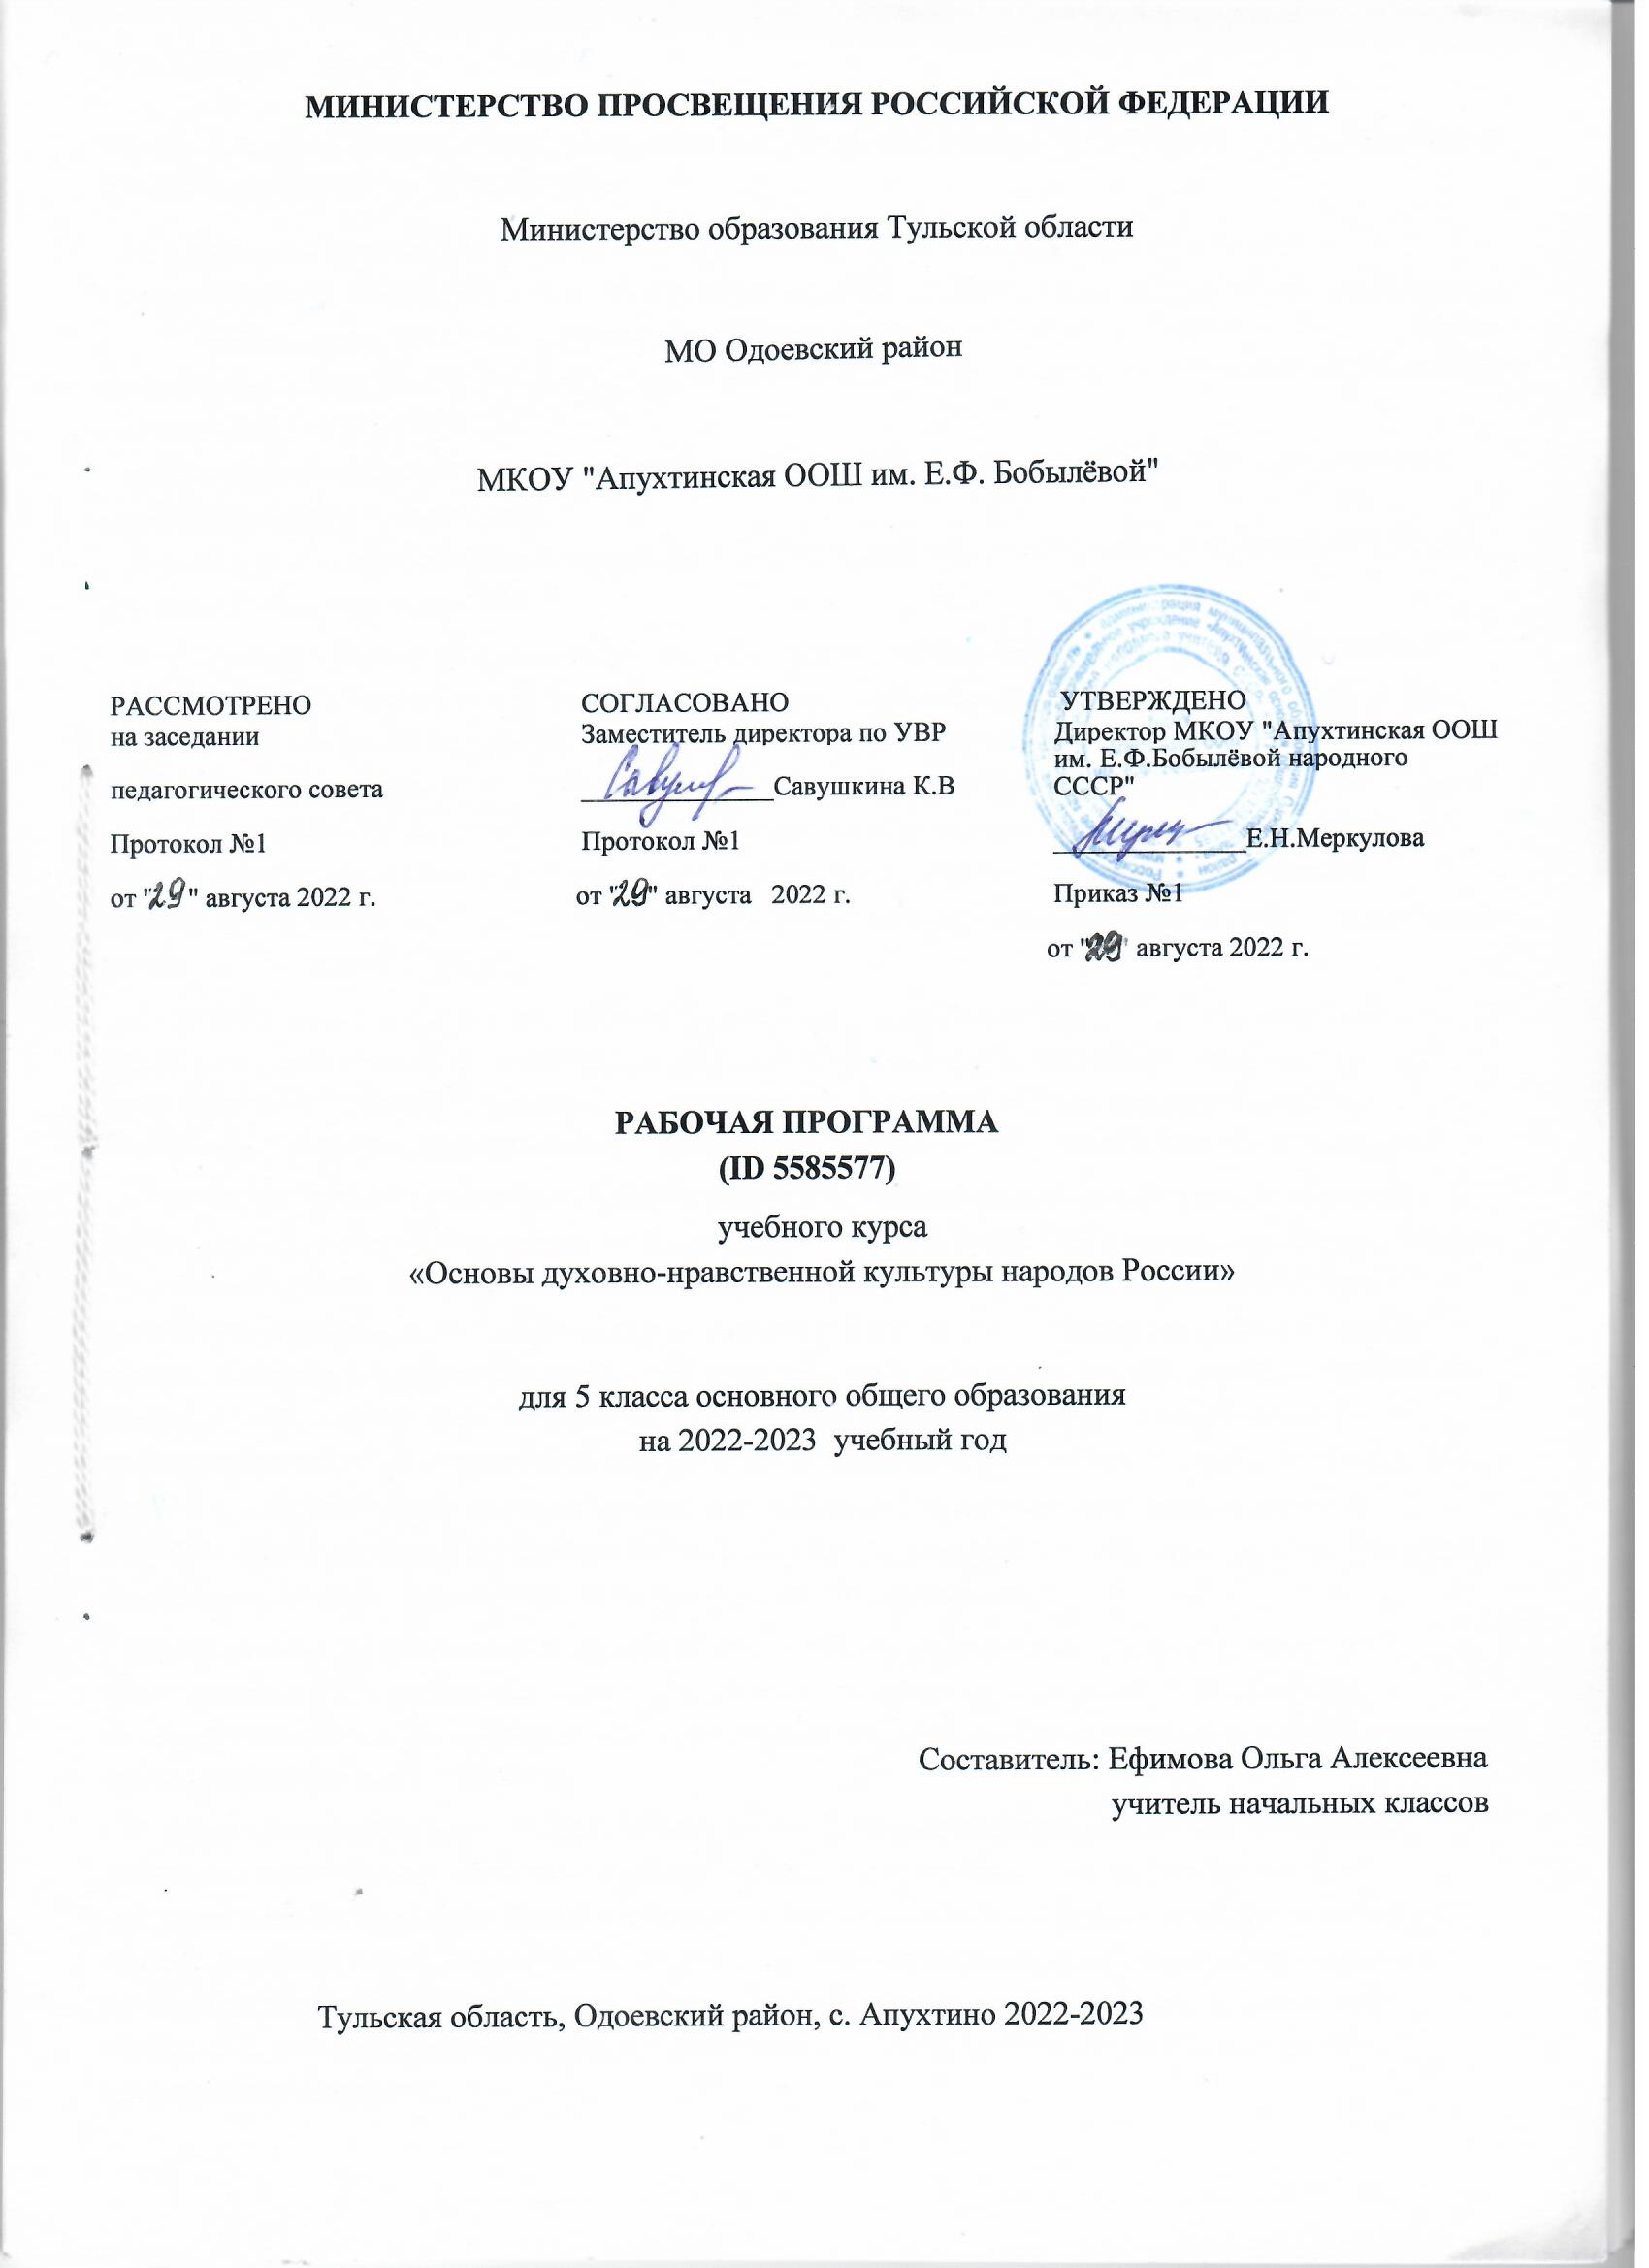 МИНИСТЕРСТВО ПРОСВЕЩЕНИЯ РОССИЙСКОЙ ФЕДЕРАЦИИ
Министерство образования Тульской области
МО Одоевский район
МКОУ "Апухтинская ООШ им. Е.Ф. Бобылёвой"
РАССМОТРЕНО
на заседании
педагогического совета
Протокол №1
от "29" августа 2022 г.
СОГЛАСОВАНО
Заместитель директора по УВР
Савушкина К.В
Протокол №1
от "29" августа 2022 г.
УТВЕРЖДЕНО
Директор МКОУ "Апухтинская ООШ
им. Е.Ф.Бобылёвой народного
СССР"
Е.Н.Меркулова
Приказ №1
от "29" августа 2022 г.
РАБОЧАЯ ПРОГРАММА
(ID 5585577)
учебного курса
«Основы духовно-нравственной культуры народов России»
для 5 класса основного общего образования
на 2022-2023 учебный год
Составитель: Ефимова Ольга Алексеевна
учитель начальных классов
Тульская область, Одоевский район, с. Апухтино 2022-2023